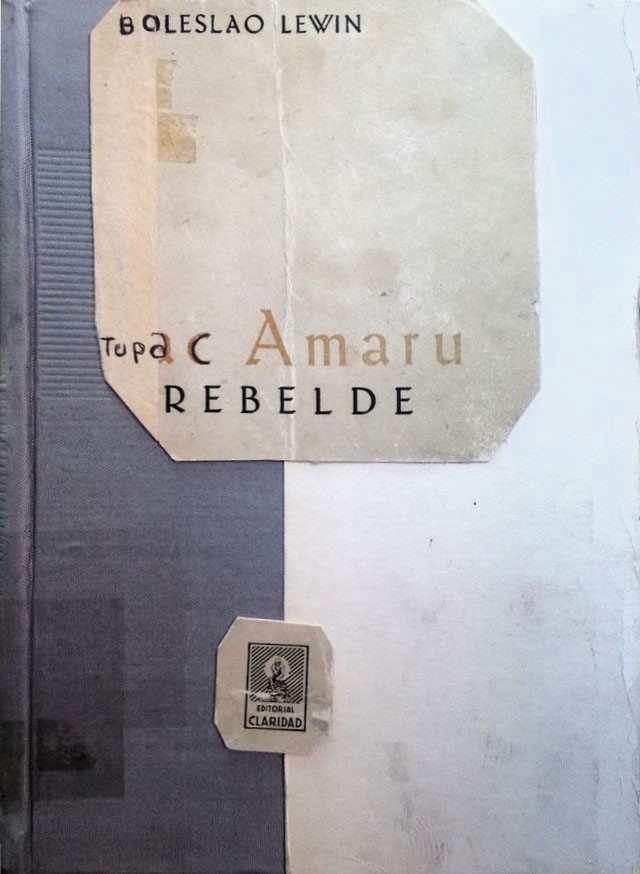 BOLESLAO LEWIN
Tupac Amaru
REBELDE
EDITORIAL
CLARIDAD